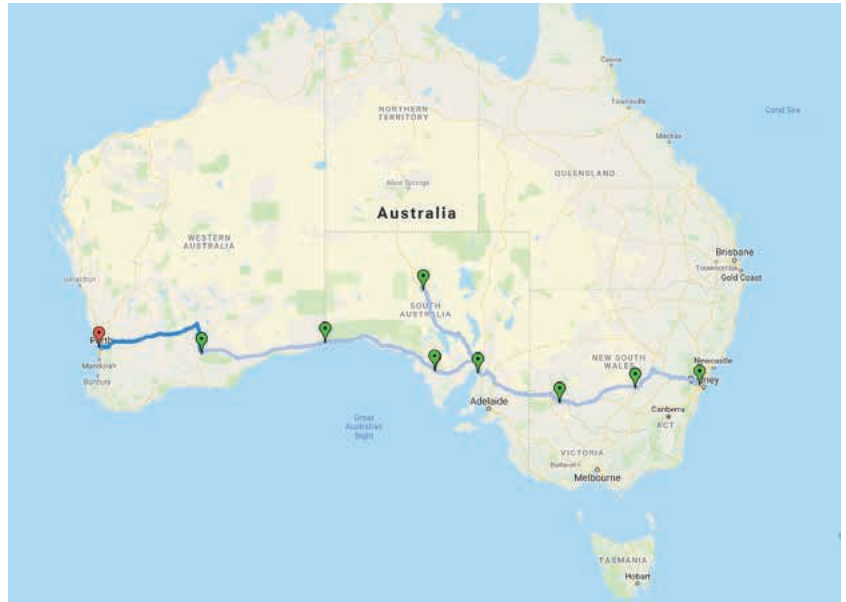 Cairns
Townsville
Coral Sea
Mackay
NORTHERN
TERRITORY
QUEENSLAND
Alice Springs
Australia
WESTERN
AUSTRALIA
Brisbane
Toowoomba
Gold Coast
SOUTH
AUSTRALIA
Perth
Mandurah
Bunbury
NEW SOUTH
WALES
Newcastle
Adelaide
Canberra
ACT
Great
Australian
Bight
VICTORIA
Ballarat
Melbourne
TASMANIA
Hobart